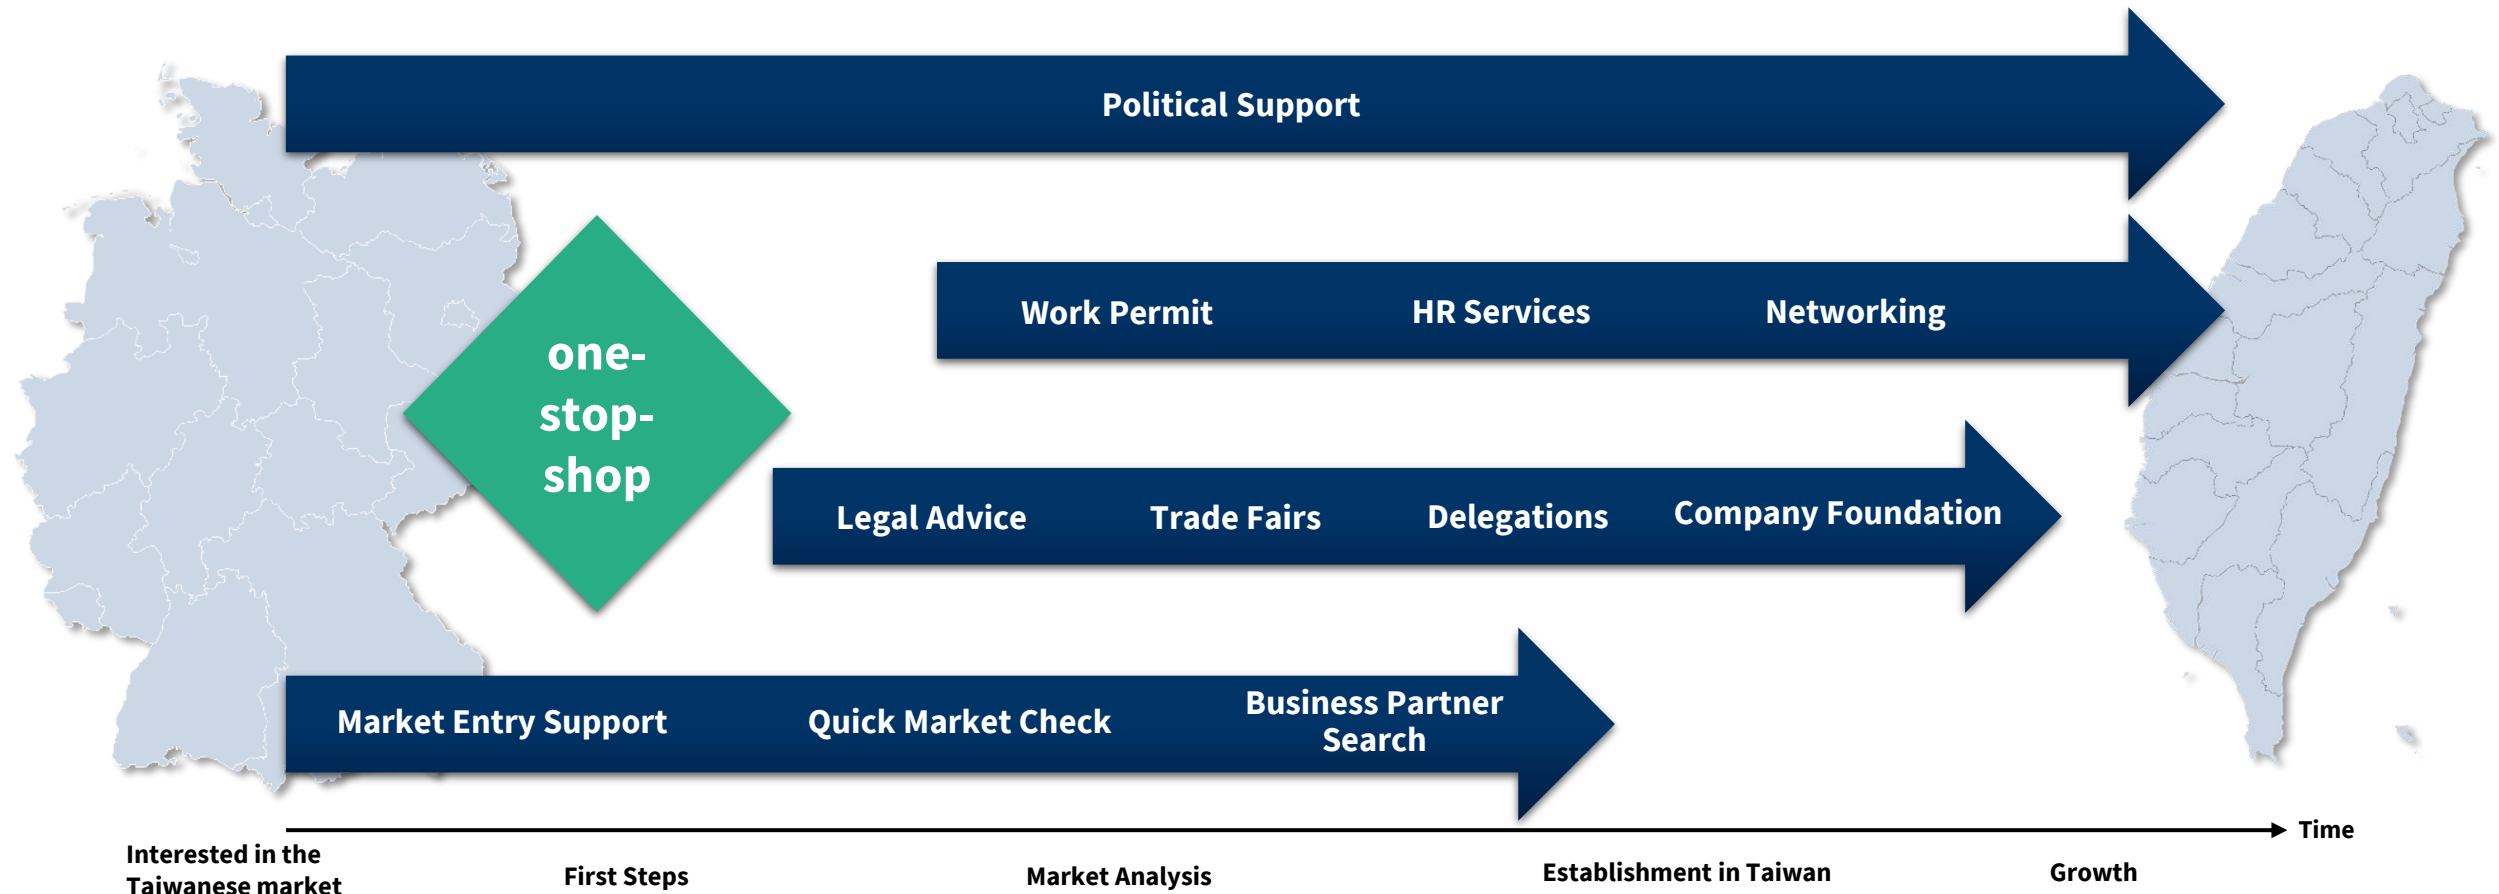 Political Support
one-
stop-
shop
Work Permit
HR Services
Networking
Legal Advice
Trade Fairs
Delegations
Company Foundation
Market Entry Support
Quick Market Check
Business Partner
Search
Time
Interested in the
Taiwanese market
First Steps
Market Analysis
Establishment in Taiwan
Growth